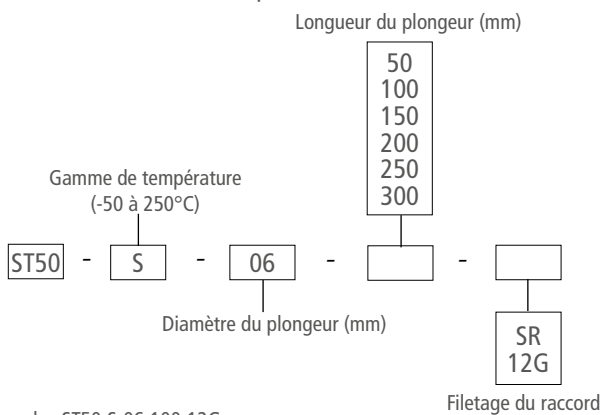 Longueur du plongeur (mm)
50
100
150
200
250
300
Gamme de température
(-50 à 250°C)
ST50 - S - 06 - -
Diamètre du plongeur (mm)
SR
12G
Filetage du raccord
ST50-S-06-100-12G